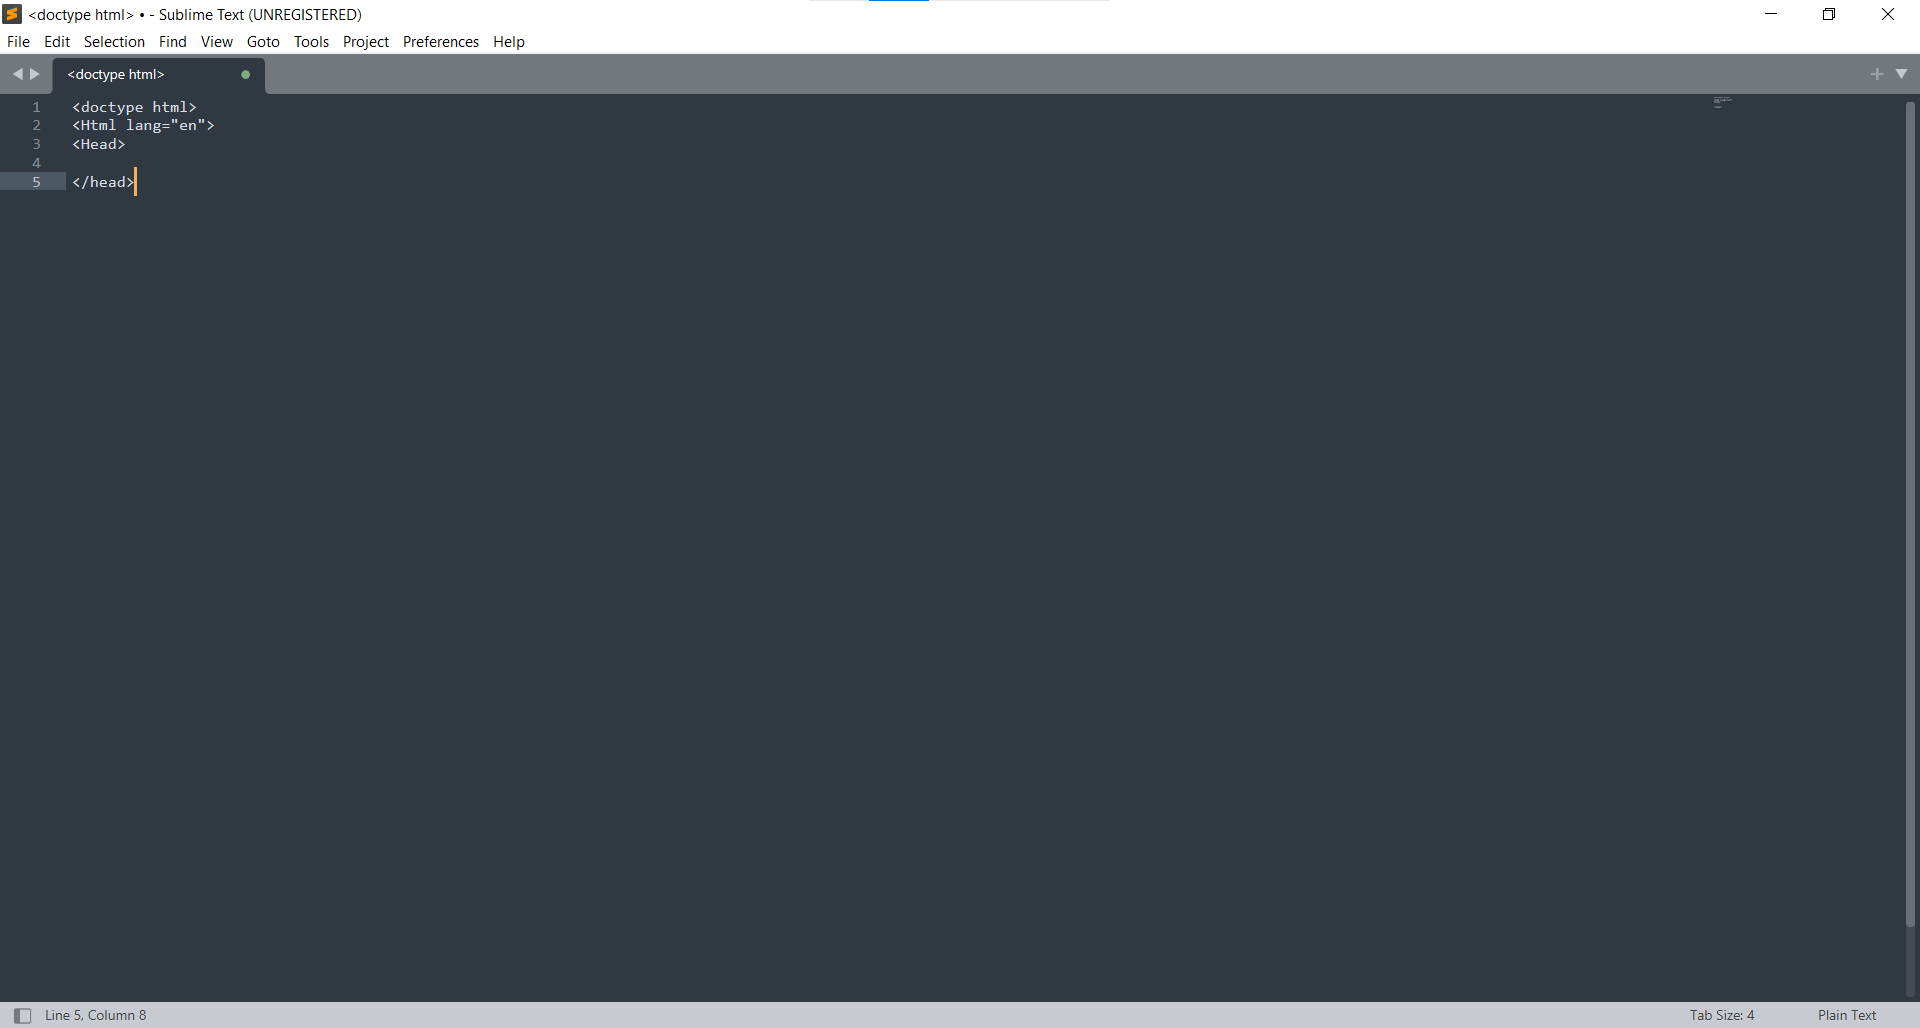 <doctype html> • - Sublime Text (UNREGISTERED)
File Edit Selection Find View Goto Tools Project Preferences Help
<doctype html>
1 <doctype html>
2 <Html lang="en">
3 <Head>
4
5 </head>
Line 5, Column 8 Tab Size: 4 Plain Text